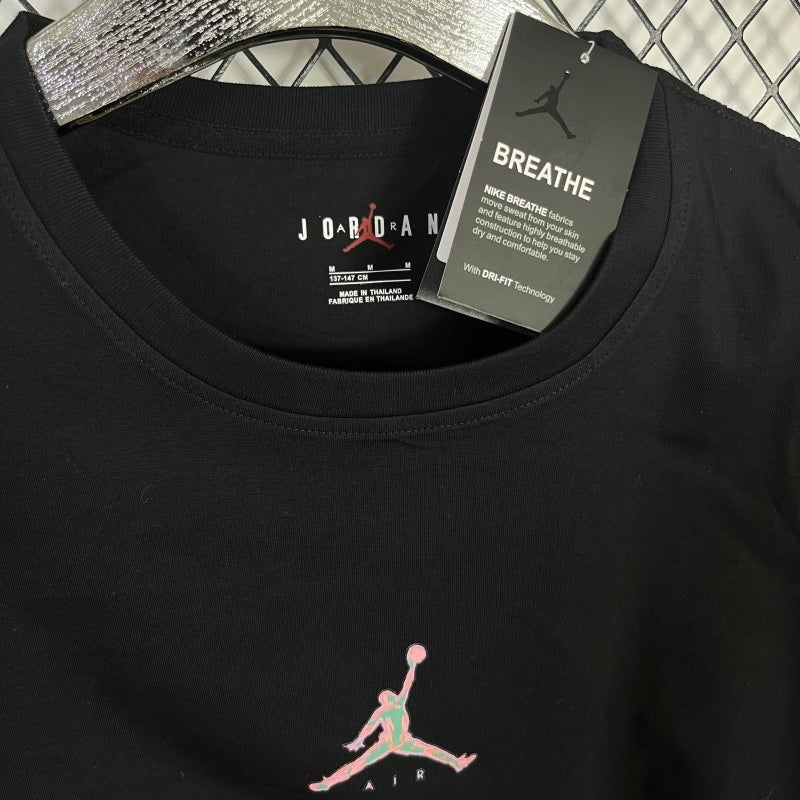 BREATHE
NIKE BREATHE fabrics
move sweat from your skin
and feature highly breathable
construction to help you stay
dry and comfortable.
With DRI-FIT Technology
JORDAN
AIR
M M M
137-147 CM
MADE IN THAILAND
FABRIQUE EN THAILANDE
AIR